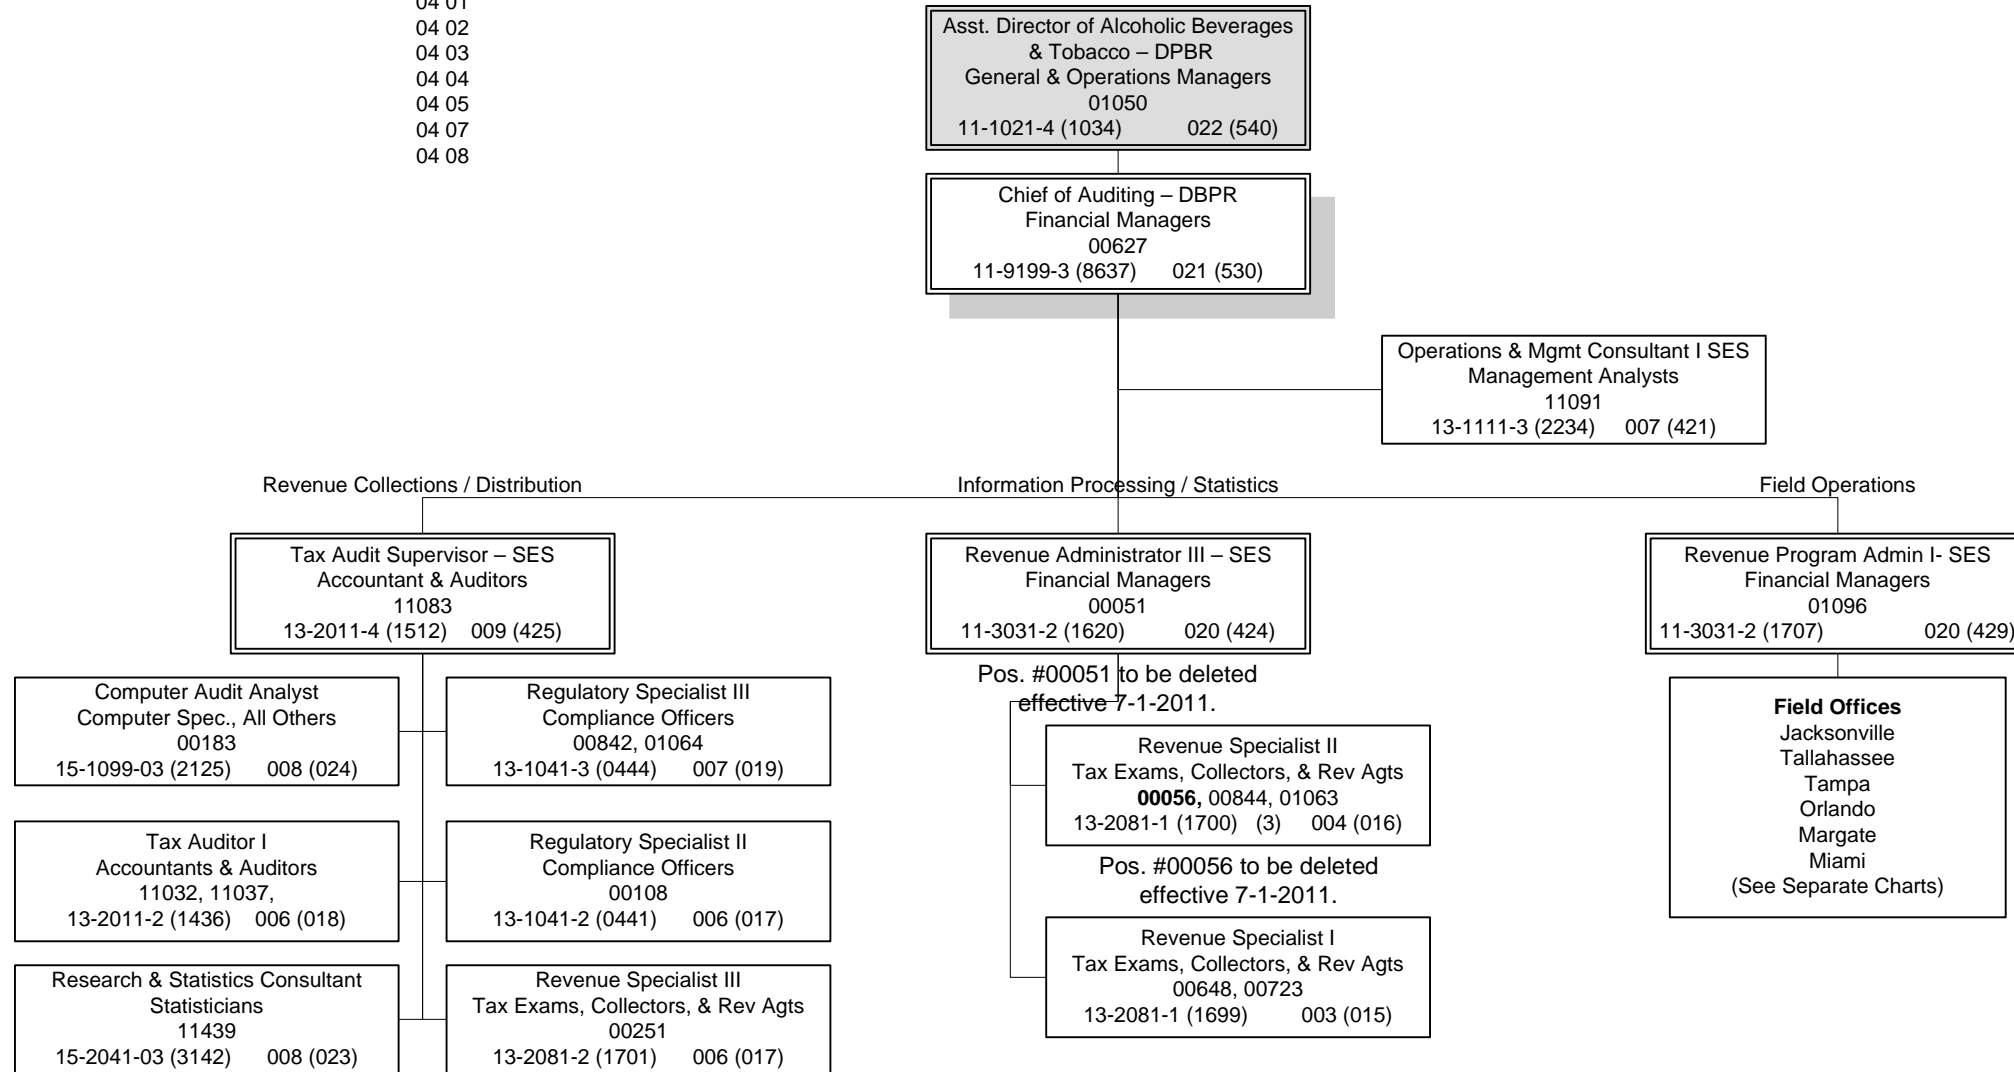 04 01
04 02
04 03
04 04
04 05
04 07
04 08
Asst. Director of Alcoholic Beverages
& Tobacco – DPBR
General & Operations Managers
01050
11-1021-4 (1034) 022 (540)
Chief of Auditing – DBPR
Financial Managers
00627
11-9199-3 (8637) 021 (530)
Operations & Mgmt Consultant I SES
Management Analysts
11091
13-1111-3 (2234) 007 (421)
Revenue Collections / Distribution
Information Processing / Statistics
Field Operations
Tax Audit Supervisor – SES
Accountant & Auditors
11083
13-2011-4 (1512) 009 (425)
Revenue Administrator III – SES
Financial Managers
00051
11-3031-2 (1620) 020 (424)
Revenue Program Admin I- SES
Financial Managers
01096
11-3031-2 (1707) 020 (429)
Computer Audit Analyst
Computer Spec., All Others
00183
15-1099-03 (2125) 008 (024)
Regulatory Specialist III
Compliance Officers
00842, 01064
13-1041-3 (0444) 007 (019)
Tax Auditor I
Accountants & Auditors
11032, 11037,
13-2011-2 (1436) 006 (018)
Regulatory Specialist II
Compliance Officers
00108
13-1041-2 (0441) 006 (017)
Research & Statistics Consultant
Statisticians
11439
15-2041-03 (3142) 008 (023)
Revenue Specialist III
Tax Exams, Collectors, & Rev Agts
00251
13-2081-2 (1701) 006 (017)
Pos. #00051 to be deleted
effective 7-1-2011.
Revenue Specialist II
Tax Exams, Collectors, & Rev Agts
00056, 00844, 01063
13-2081-1 (1700) (3) 004 (016)
Pos. #00056 to be deleted
effective 7-1-2011.
Revenue Specialist I
Tax Exams, Collectors, & Rev Agts
00648, 00723
13-2081-1 (1699) 003 (015)
Field Offices
Jacksonville
Tallahassee
Tampa
Orlando
Margate
Miami
(See Separate Charts)